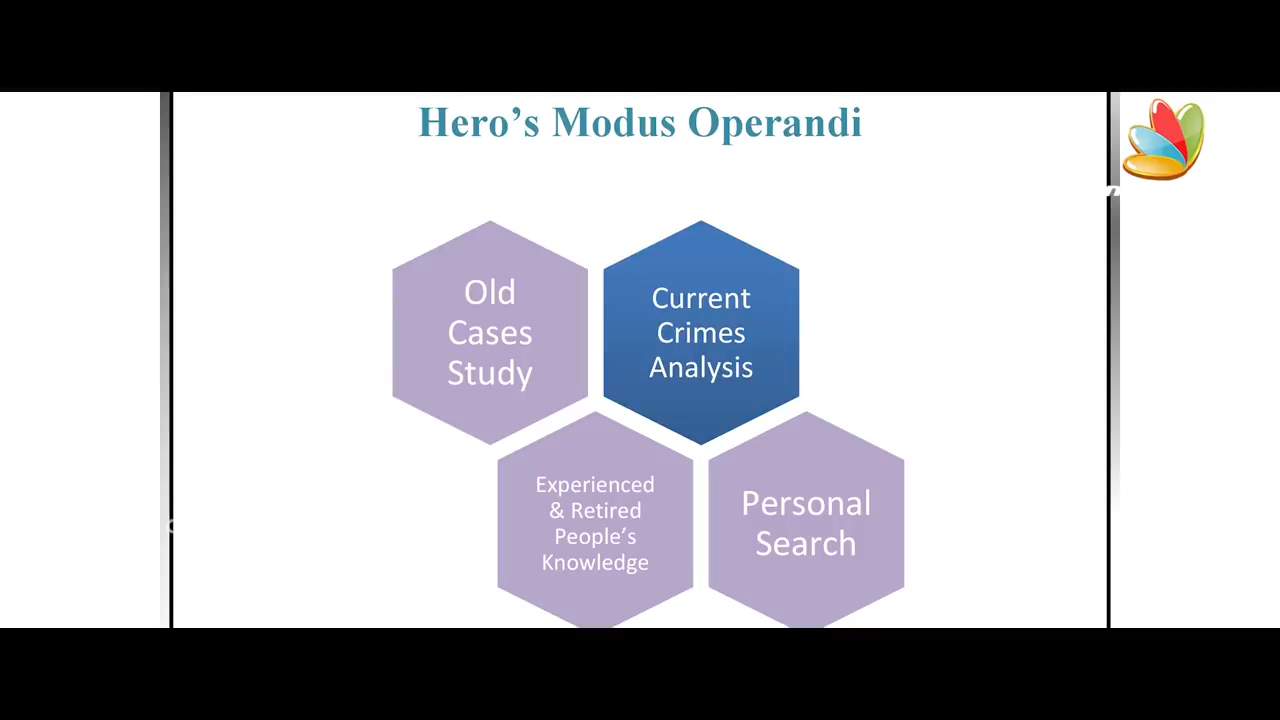 Hero’s Modus Operandi
Old
Cases
Study
Current
Crimes
Analysis
Experienced
& Retired
People’s
Knowledge
Personal
Search